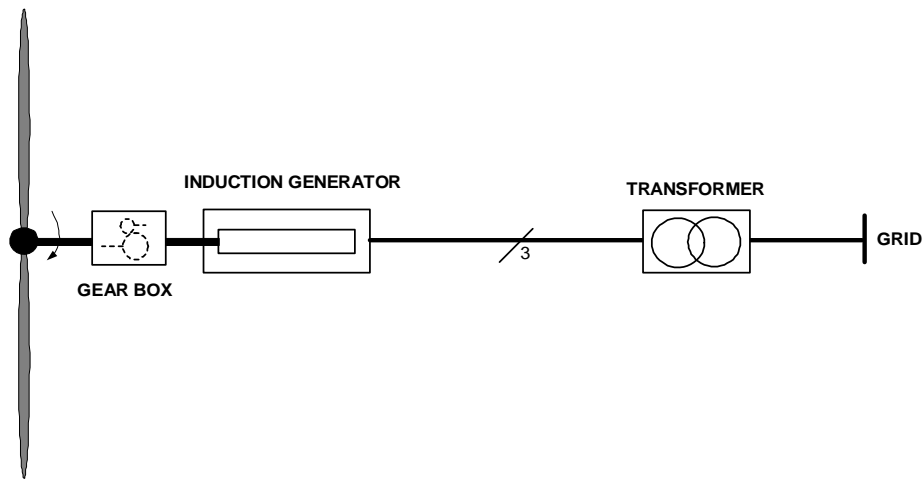 INDUCTION GENERATOR
TRANSFORMER
GRID
3
GEAR BOX